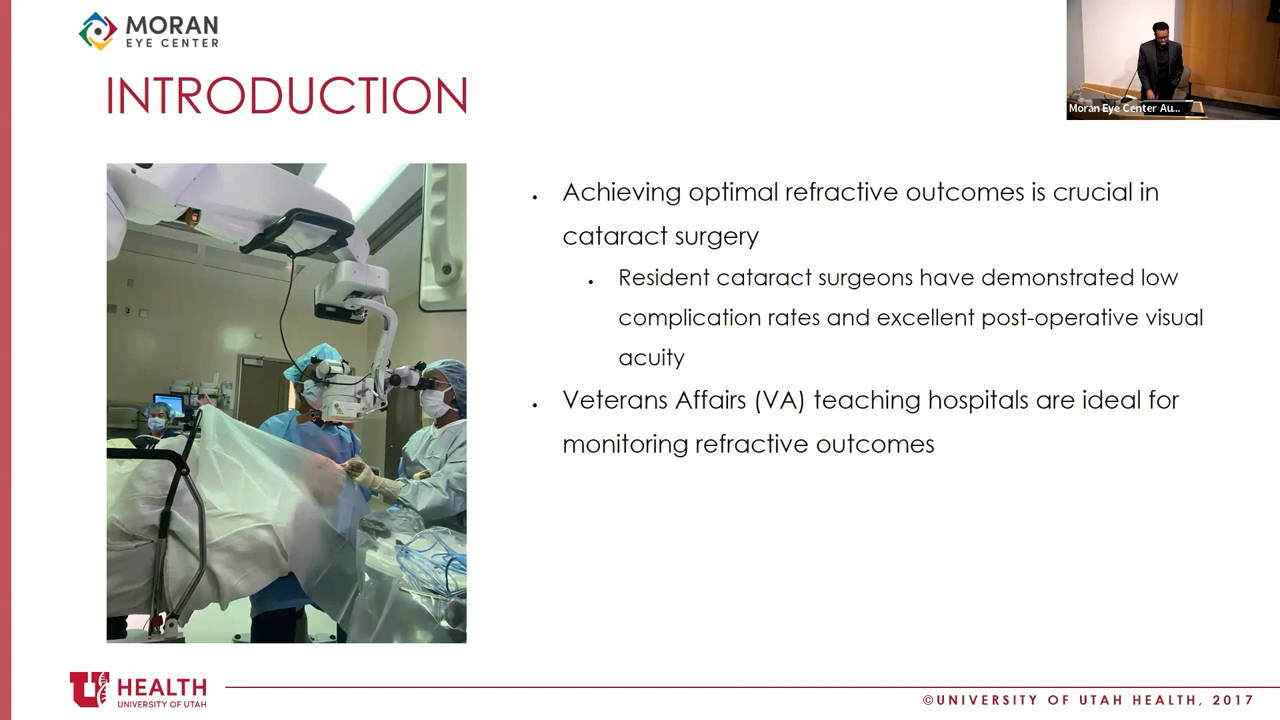 MORAN
EYE CENTER
INTRODUCTION
Moran Eye Center Au...
• Achieving optimal refractive outcomes is crucial in
cataract surgery
• Resident cataract surgeons have demonstrated low
complication rates and excellent post-operative visual
acuity
• Veterans Affairs (VA) teaching hospitals are ideal for
monitoring refractive outcomes
U HEALTH
UNIVERSITY OF UTAH
©UNIVERSITY OF UTAH HEALTH, 2017